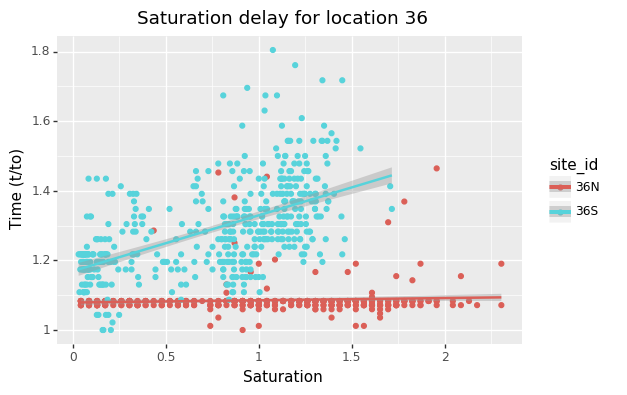 Saturation delay for location 36
Time (t/to)
1.8
1.6
1.4
1.2
1
0
0.5
1
1.5
2
Saturation
site_id
36N
36S